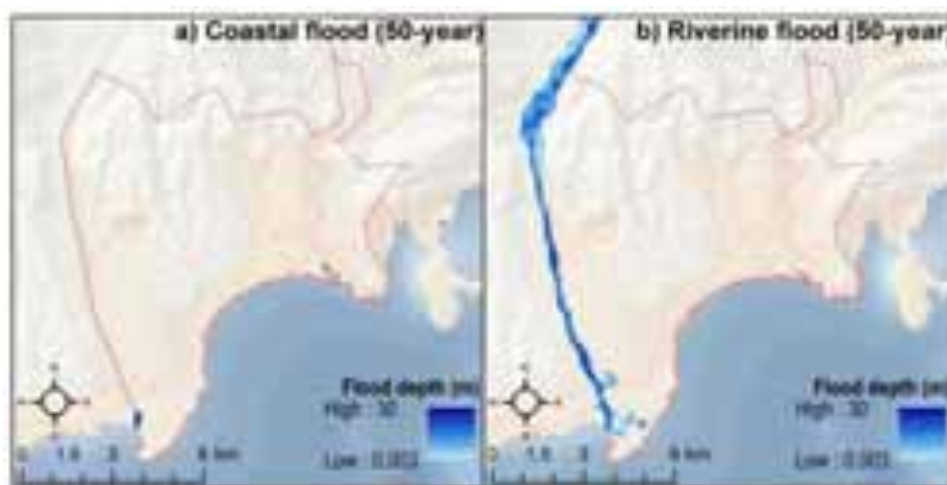 a) Coastal flood (50-year)
b) Riverine flood (50-year)
Flood depth (m)
High : 30
Low : 0.003
0 1.5 3 6 km
Flood depth (m)
High : 30
Low : 0.003
0 1.5 3 6 km